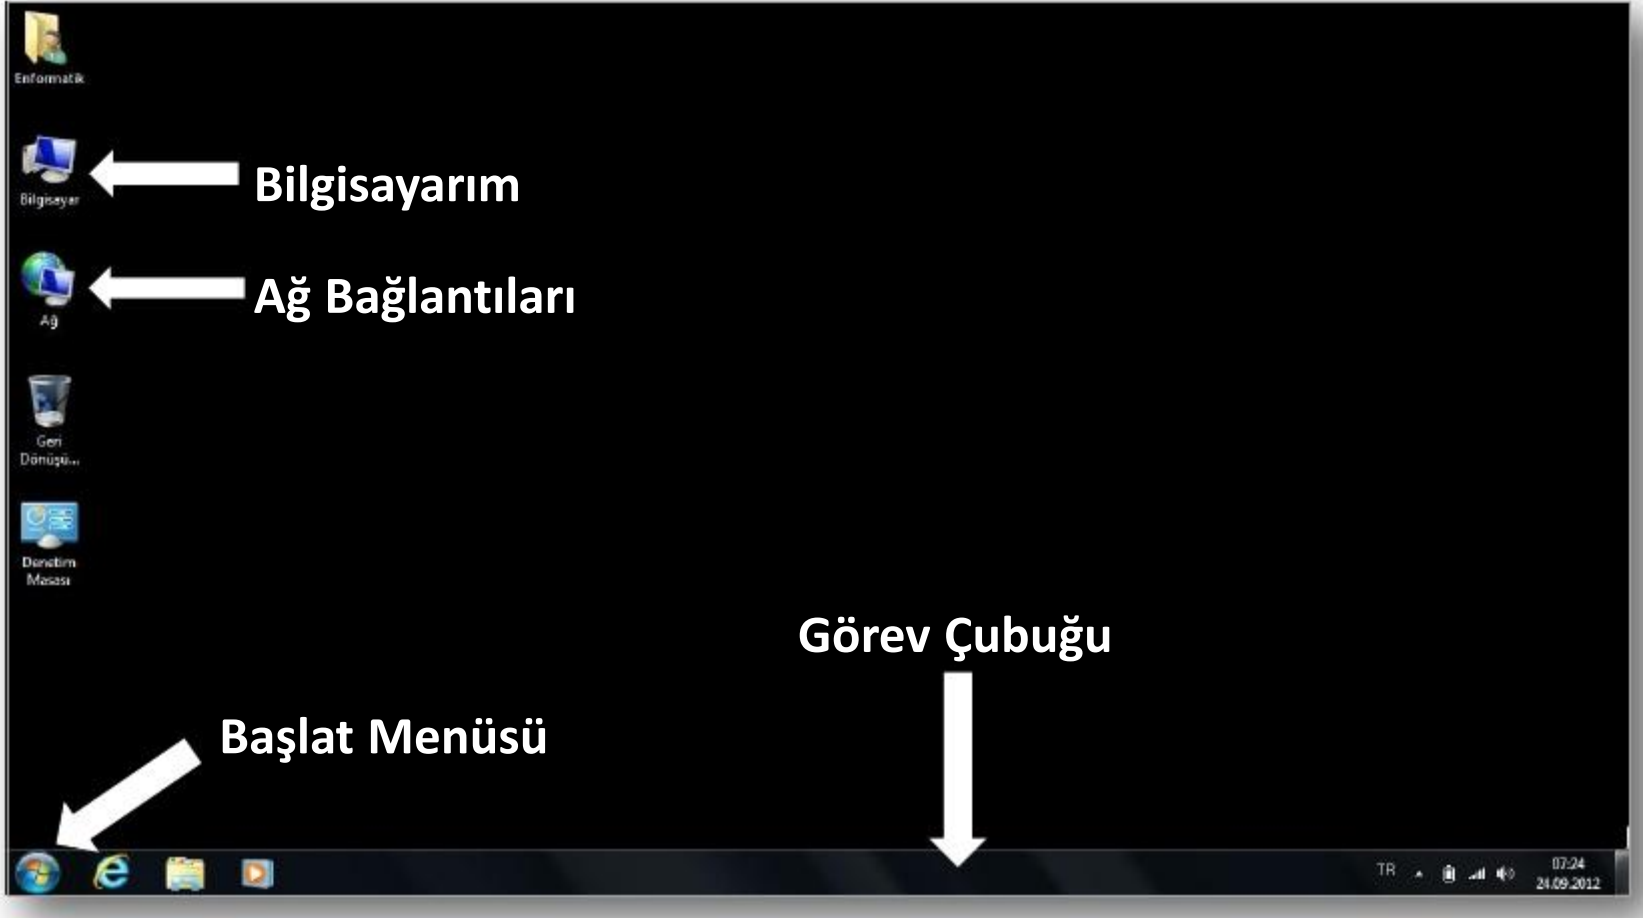 Enformatik
Bilgisayar
Bilgisayarım
Ağ
Ağ Bağlantıları
Geri
Dönüşü...
Denetim
Masası
Görev Çubuğu
Başlat Menüsü
TR
07:24
24.09.2012